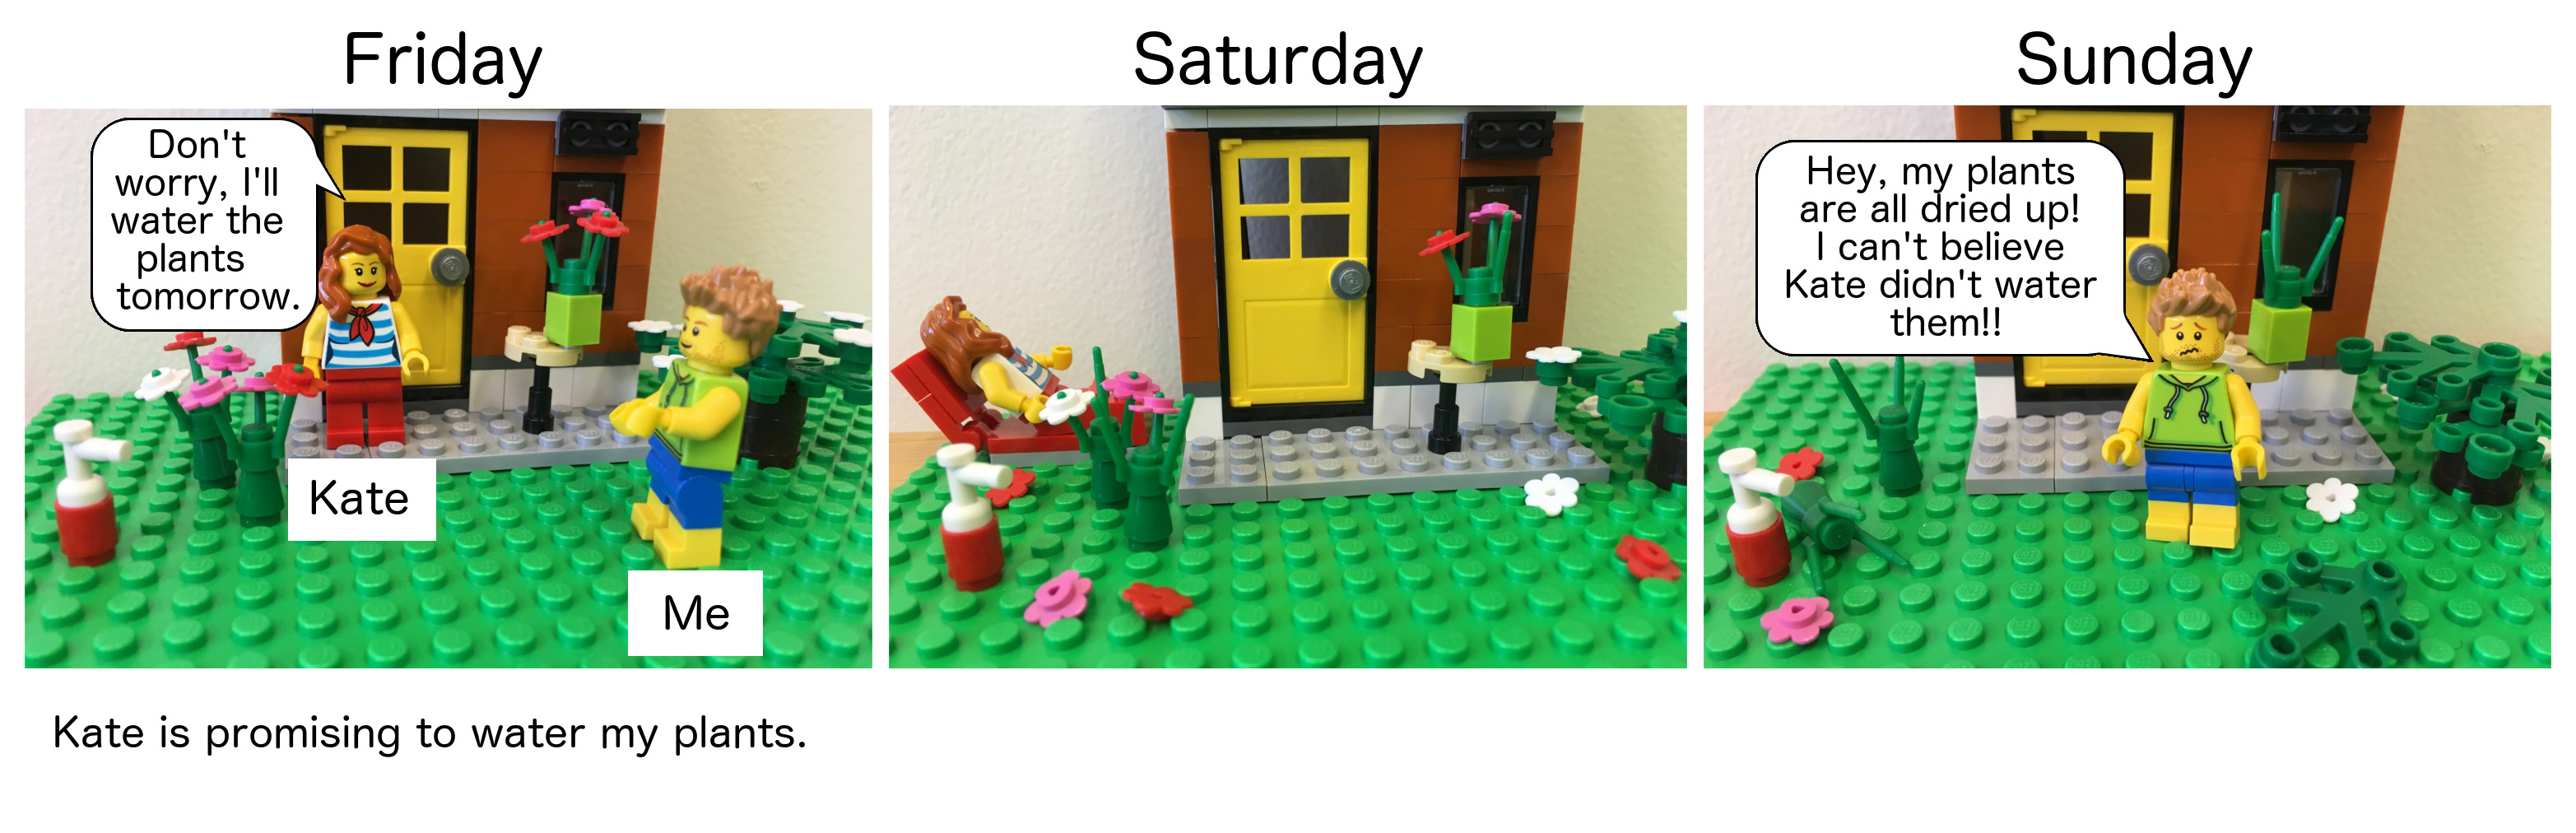 Friday
Saturday
Sunday
Don't
worry, I'll
water the
plants
tomorrow.
Kate
Me
Hey, my plants
are all dried up!
I can't believe
Kate didn't water
them!!
Kate is promising to water my plants.